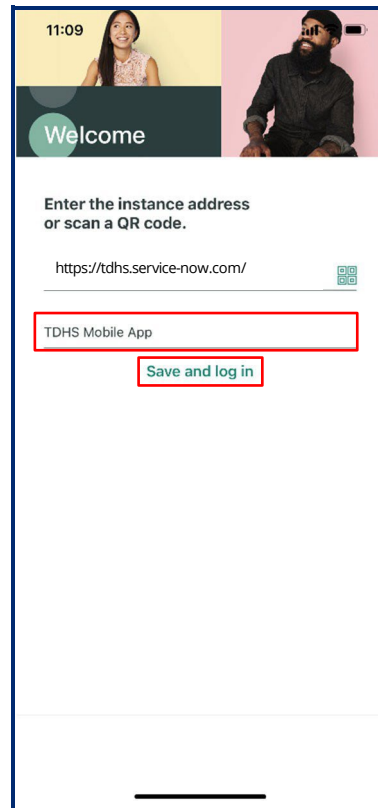 11:09
Welcome
Enter the instance address
or scan a QR code.
https://tdhs.service-now.com/
TDHS Mobile App
Save and log in